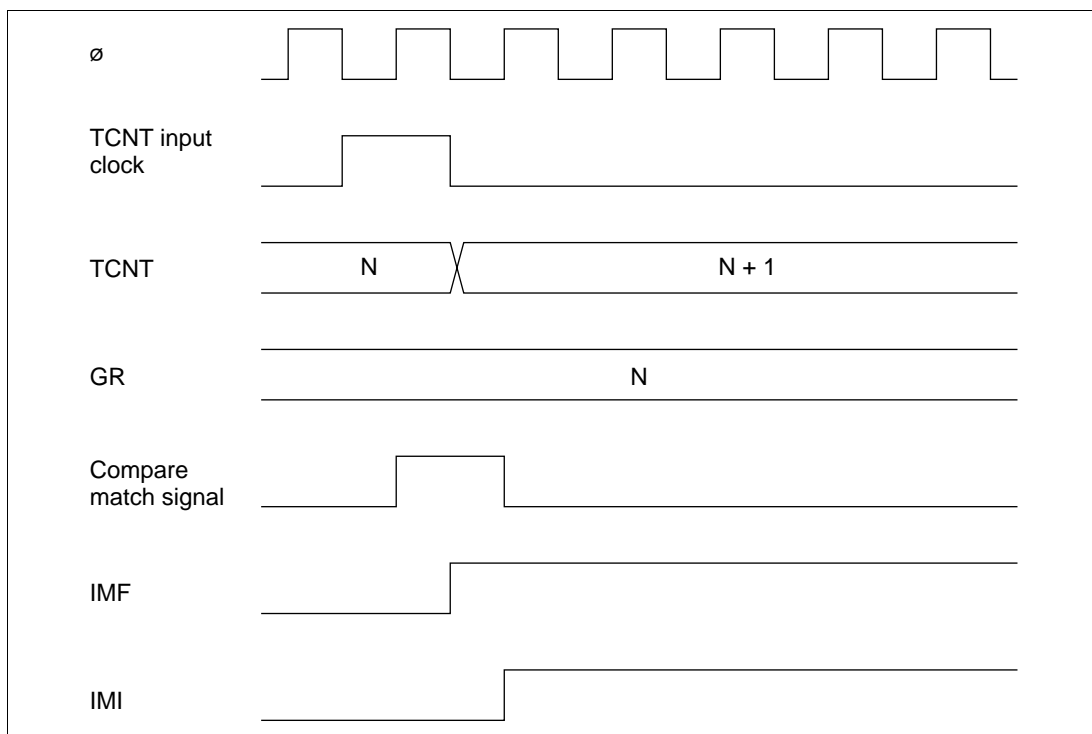 ø
TCNT input
clock
TCNT
N
N + 1
GR
N
Compare
match signal
IMF
IMI